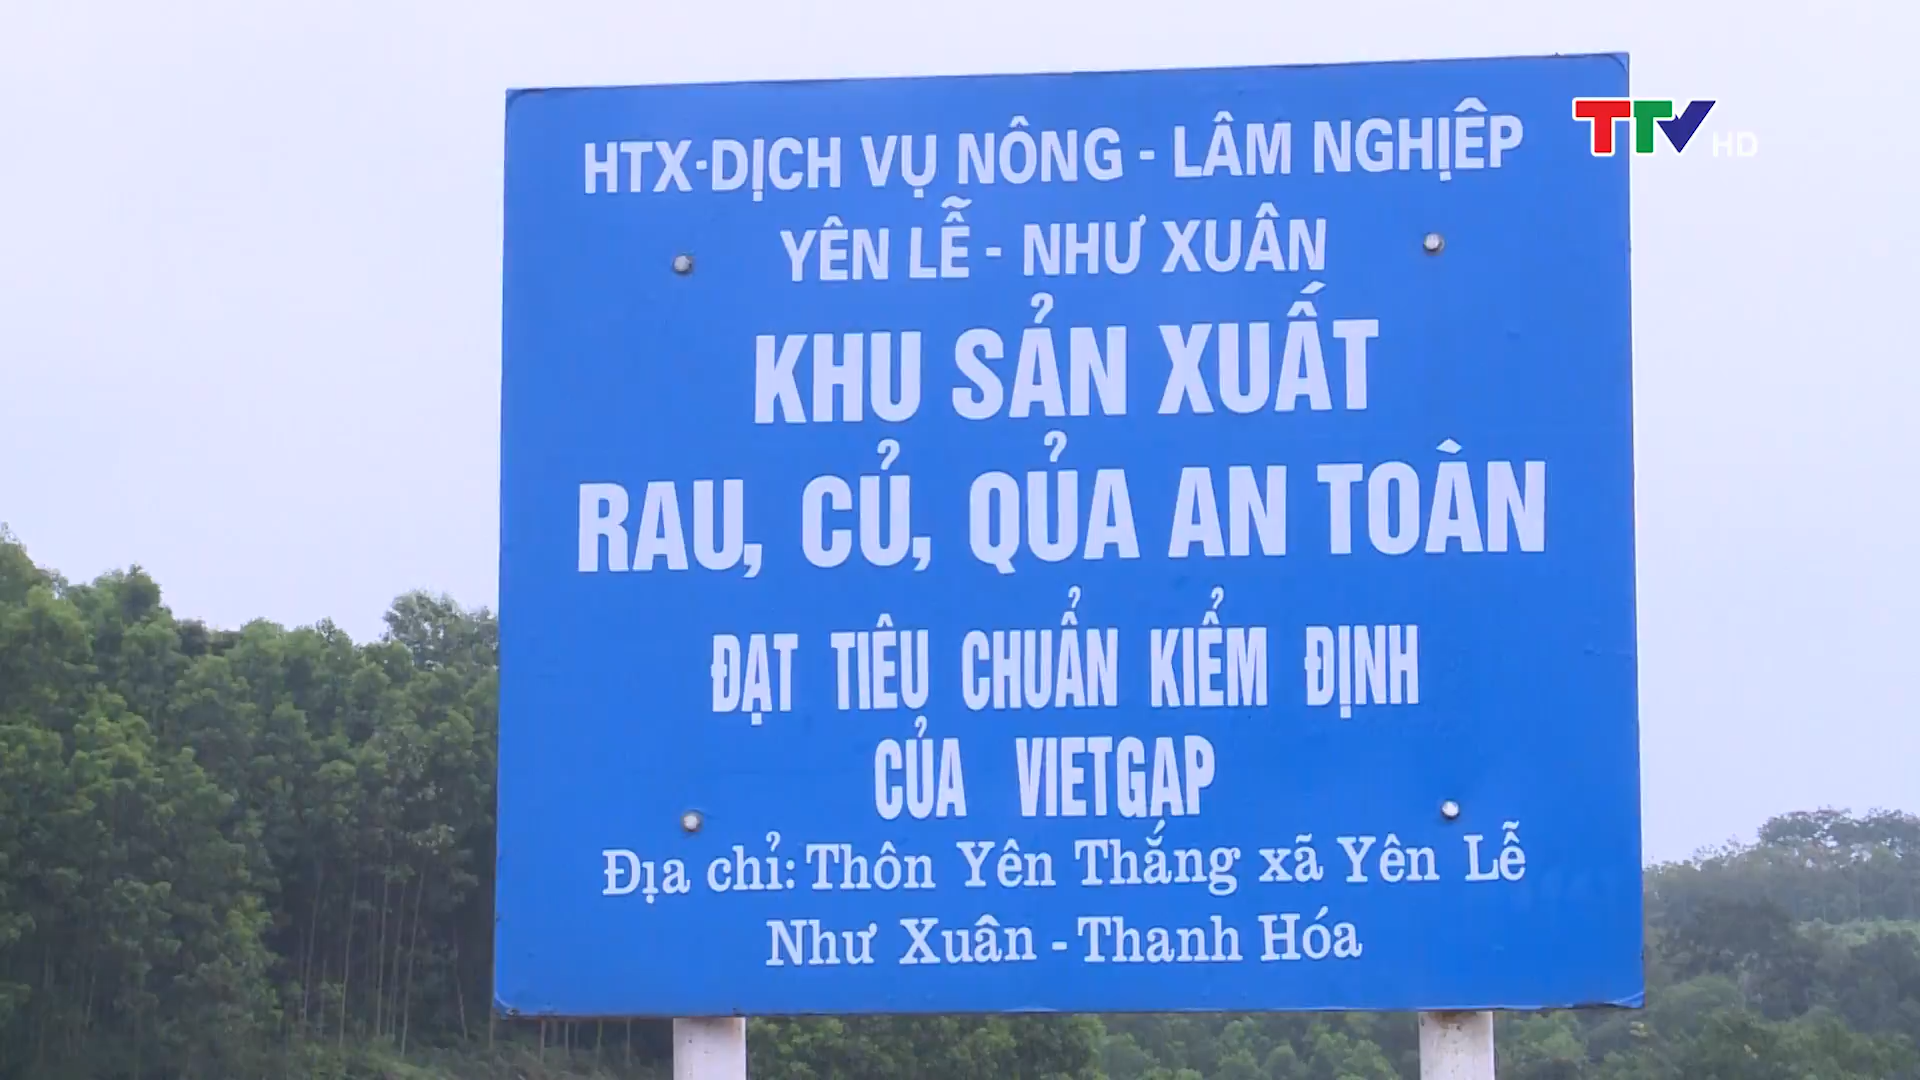 TTV HD
HTX-DỊCH VỤ NÔNG - LÂM NGHIỆP
YÊN LỄ - NHƯ XUÂN
KHU SẢN XUẤT
RAU, CỦ, QỦA AN TOÀN
ĐẠT TIÊU CHUẨN KIỂM ĐỊNH
CỦA VIETGAP
Địa chỉ: Thôn Yên Thắng xã Yên Lễ
Như Xuân - Thanh Hóa